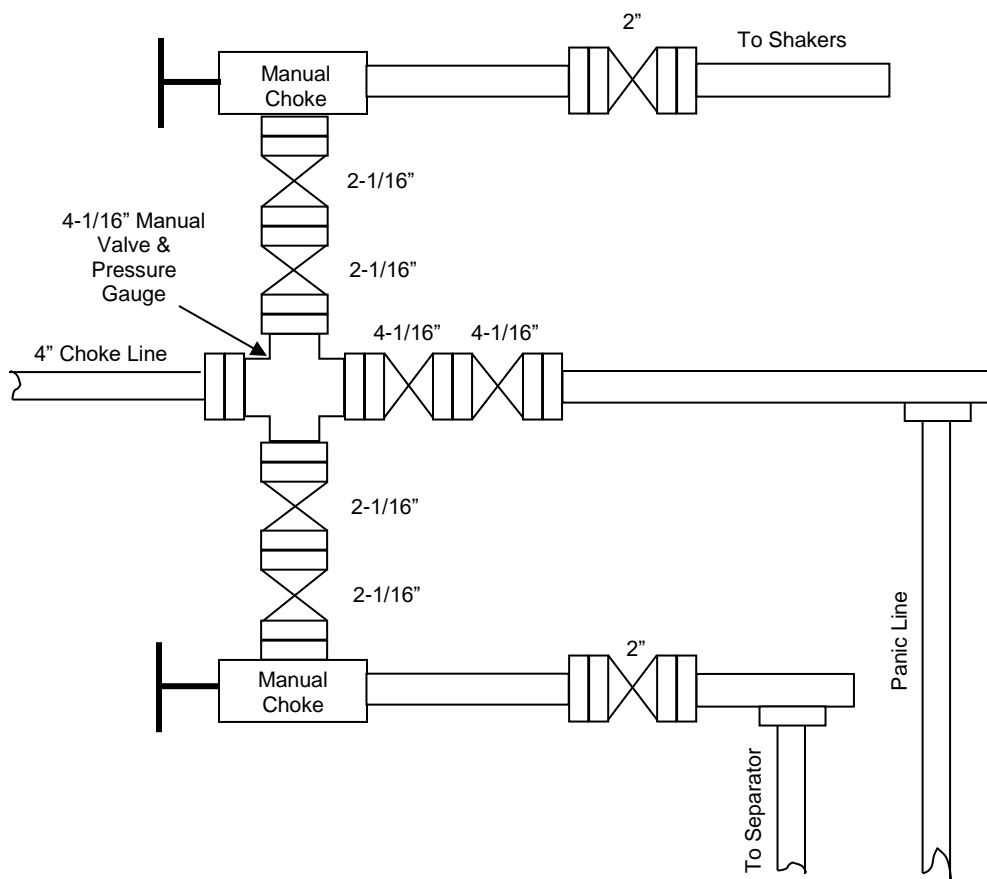 2”
To Shakers
Manual
Choke
2-1/16”
4-1/16” Manual
Valve &
Pressure
Gauge
2-1/16”
4-1/16”
4-1/16”
4” Choke Line
2-1/16”
2-1/16”
Manual
Choke
2”
To Separator
Panic Line